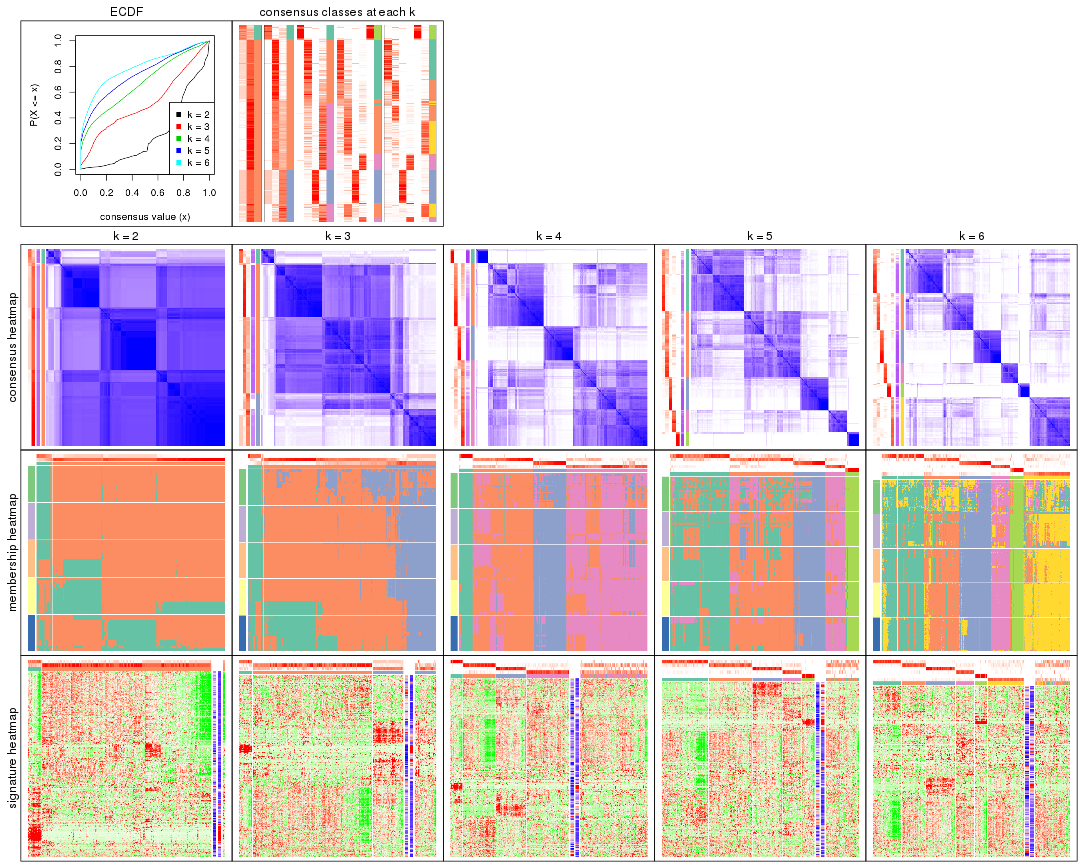 ECDF
consensus classes at each k
P(X <= x)
1.0
0.8
0.6
0.4
0.2
0.0
k = 2
k = 3
k = 4
k = 5
k = 6
0.0 0.2 0.4 0.6 0.8 1.0
consensus value (x)
k = 2 k = 3 k = 4 k = 5 k = 6
consensus heatmap
membership heatmap
signature heatmap